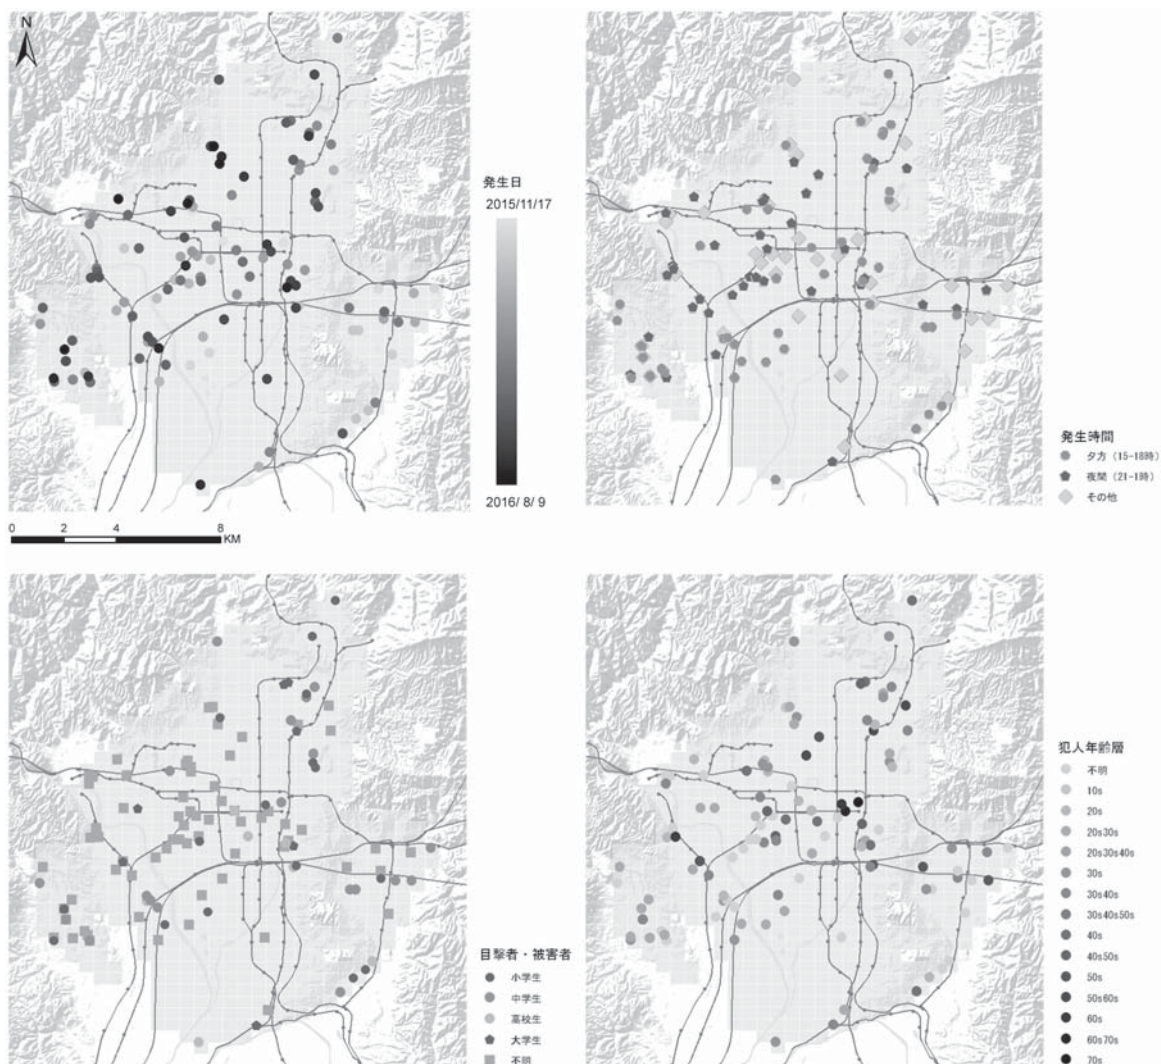 N
発生日
2015/11/17
2016/ 8/ 9
0 2 4 8
KM
発生時間
夕方 (15-18時)
夜間 (21-1時)
その他
目撃者・被害者
小学生
中学生
高校生
大学生
不明
犯人年齢層
不明
10s
20s
20s30s
20s30s40s
30s
30s40s
30s40s50s
40s
40s50s
50s
50s60s
60s
60s70s
70s